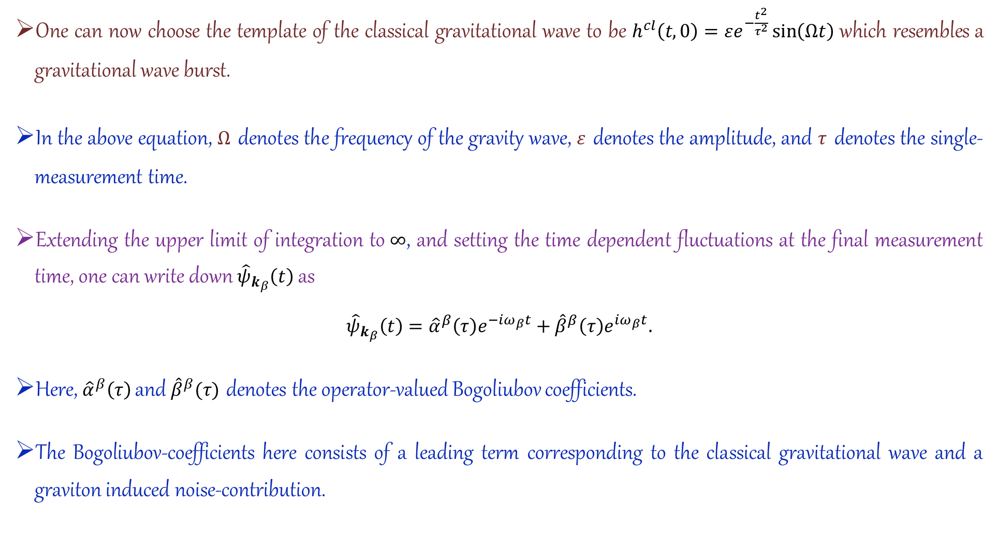 ➢One can now choose the template of the classical gravitational wave to be $h^{cl}(t,0) = \varepsilon e^{-\frac{t^2}{\tau^2}} \sin(\Omega t)$ which resembles a
gravitational wave burst.
➢In the above equation, Ω denotes the frequency of the gravity wave, ε denotes the amplitude, and τ denotes the single-
measurement time.
➢Extending the upper limit of integration to ∞, and setting the time dependent fluctuations at the final measurement
time, one can write down $\hat{\psi}_{\boldsymbol{k}_\beta}(t)$ as
$\hat{\psi}_{\boldsymbol{k}_\beta}(t) = \hat{\alpha}^{\beta}(\tau)e^{-i\omega_\beta t} + \hat{\beta}^{\beta}(\tau)e^{i\omega_\beta t}.$
➢Here, $\hat{\alpha}^{\beta}(\tau)$ and $\hat{\beta}^{\beta}(\tau)$ denotes the operator-valued Bogoliubov coefficients.
➢The Bogoliubov-coefficients here consists of a leading term corresponding to the classical gravitational wave and a
graviton induced noise-contribution.